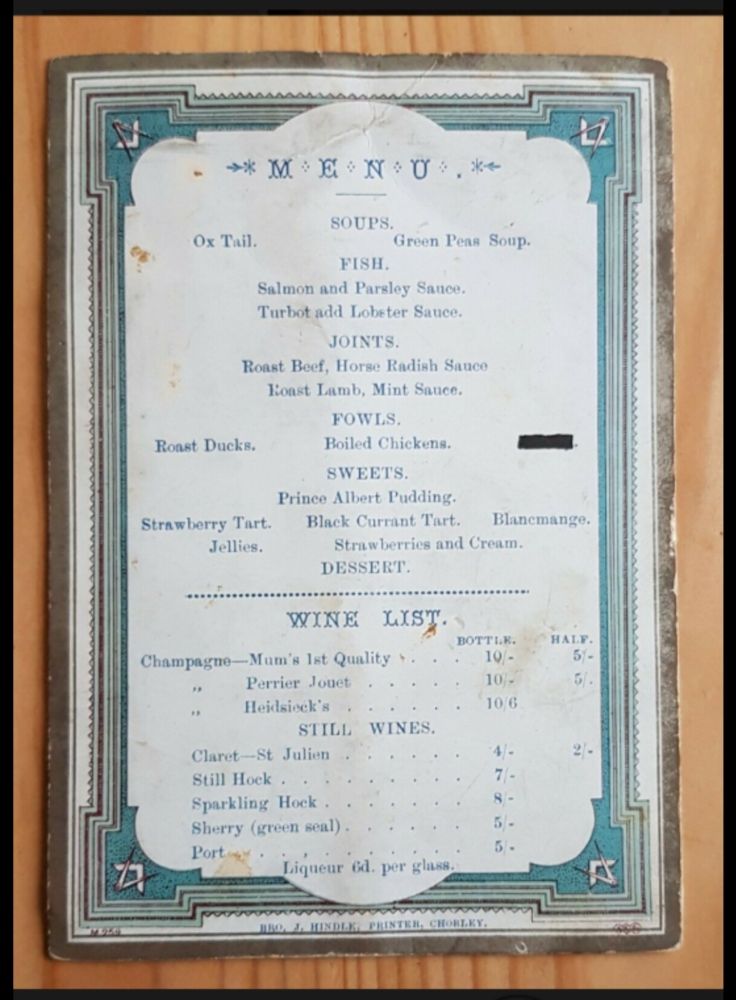 MENU.
SOUPS.
Ox Tail. Green Peas Soup.
FISH.
Salmon and Parsley Sauce.
Turbot add Lobster Sauce.
JOINTS.
Roast Beef, Horse Radish Sauce
Roast Lamb, Mint Sauce.
FOWLS.
Roast Ducks. Boiled Chickens.
SWEETS.
Prince Albert Pudding.
Strawberry Tart. Black Currant Tart. Blancmange.
Jellies. Strawberries and Cream.
DESSERT.
WINE LIST.
BOTTLE. HALF.
Champagne—Mum's 1st Quality . . . 10/- 5/-
„ Perrier Jouet . . . . . 10/- 5/.
„ Heidsieck's . . . . . . 10/6
STILL WINES.
Claret—St Julien . . . . . . 4/- 2/-
Still Hock . . . . . . . . 7/-
Sparkling Hock . . . . . . 8/-
Sherry (green seal) . . . . . 5/-
Port . . . . . . . . . 5/-
Liqueur 6d. per glass.
BRO. J. HINDLE, PRINTER, CHORLEY.
M 259